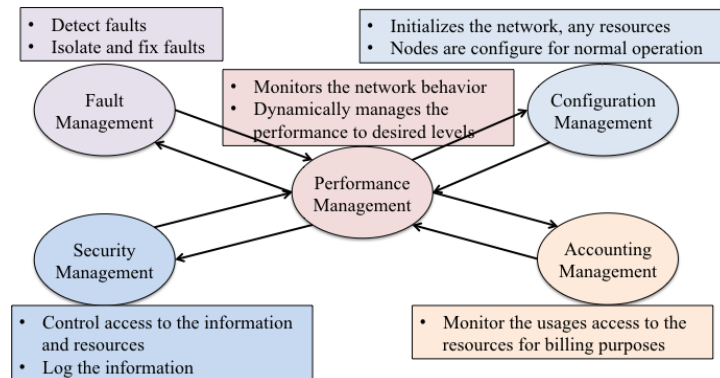 • Detect faults
• Isolate and fix faults
• Initializes the network, any resources
• Nodes are configure for normal operation
• Monitors the network behavior
• Dynamically manages the
performance to desired levels
Fault
Management
Configuration
Management
Performance
Management
Security
Management
Accounting
Management
• Control access to the information
and resources
• Log the information
• Monitor the usages access to the
resources for billing purposes